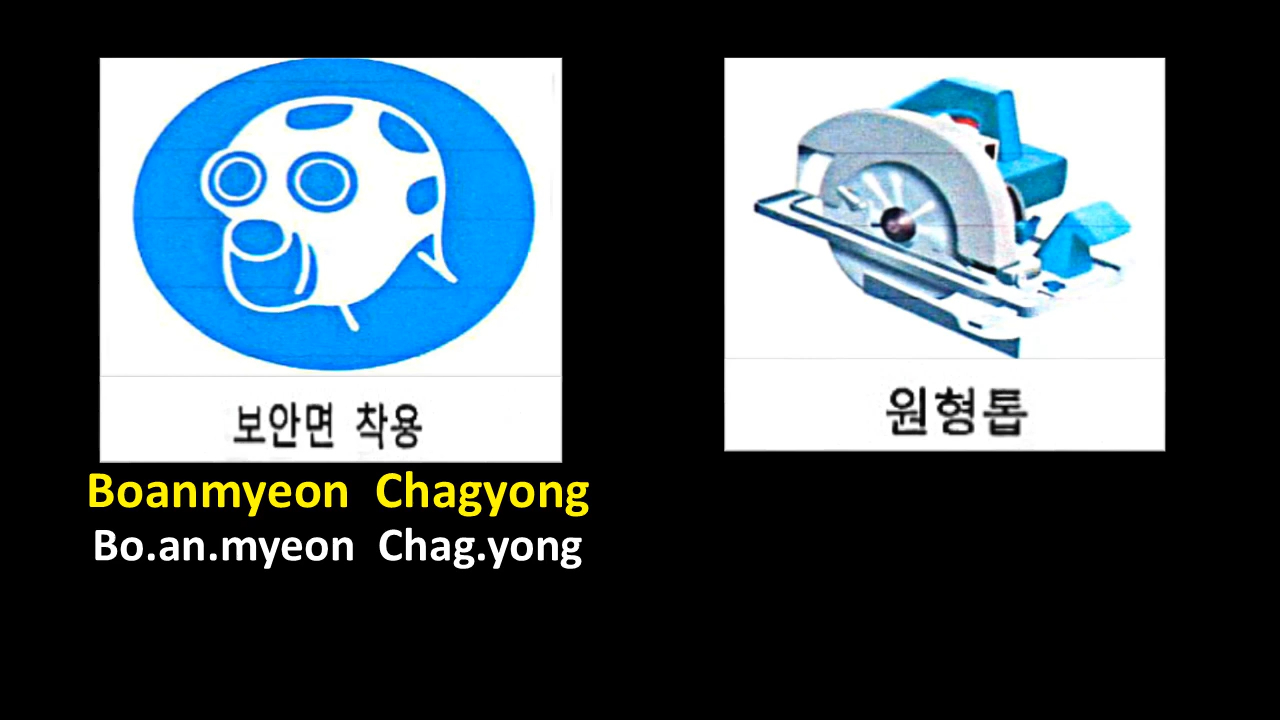 보안면 착용
Boanmyeon Chagyong
Bo.an.myeon Chag.yong
원형톱